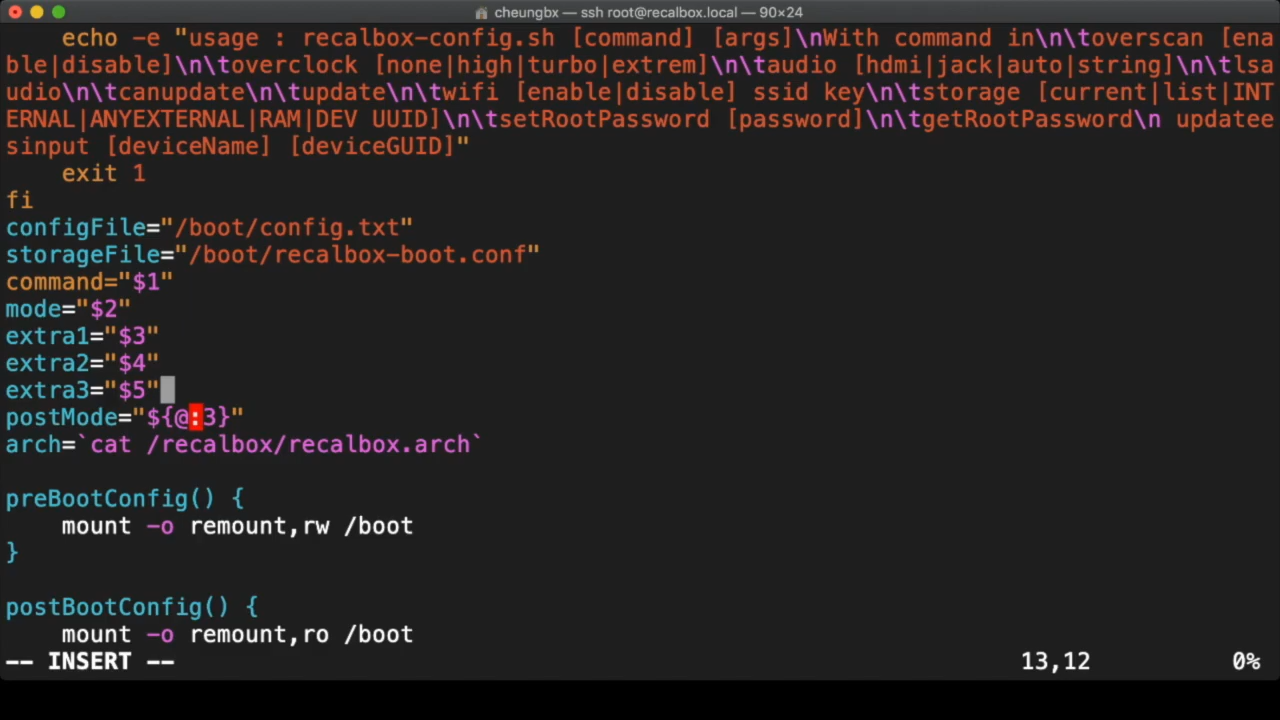 cheungbx — ssh root@recalbox.local — 90×24
    echo -e "usage : recalbox-config.sh [command] [args]\nWith command in\n\toverscan [ena
ble|disable]\n\toverclock [none|high|turbo|extrem]\n\taudio [hdmi|jack|auto|string]\n\tlsa
udio\n\tcanupdate\n\tupdate\n\twifi [enable|disable] ssid key\n\tstorage [current|list|INT
ERNAL|ANYEXTERNAL|RAM|DEV UUID]\n\tsetRootPassword [password]\n\tgetRootPassword\n updatee
sinput [deviceName] [deviceGUID]"
    exit 1
fi
configFile="/boot/config.txt"
storageFile="/boot/recalbox-boot.conf"
command="$1"
mode="$2"
extra1="$3"
extra2="$4"
extra3="$5"
postMode="${@:3}"
arch=`cat /recalbox/recalbox.arch`
preBootConfig() {
    mount -o remount,rw /boot
}
postBootConfig() {
    mount -o remount,ro /boot
-- INSERT -- 13,12 0%